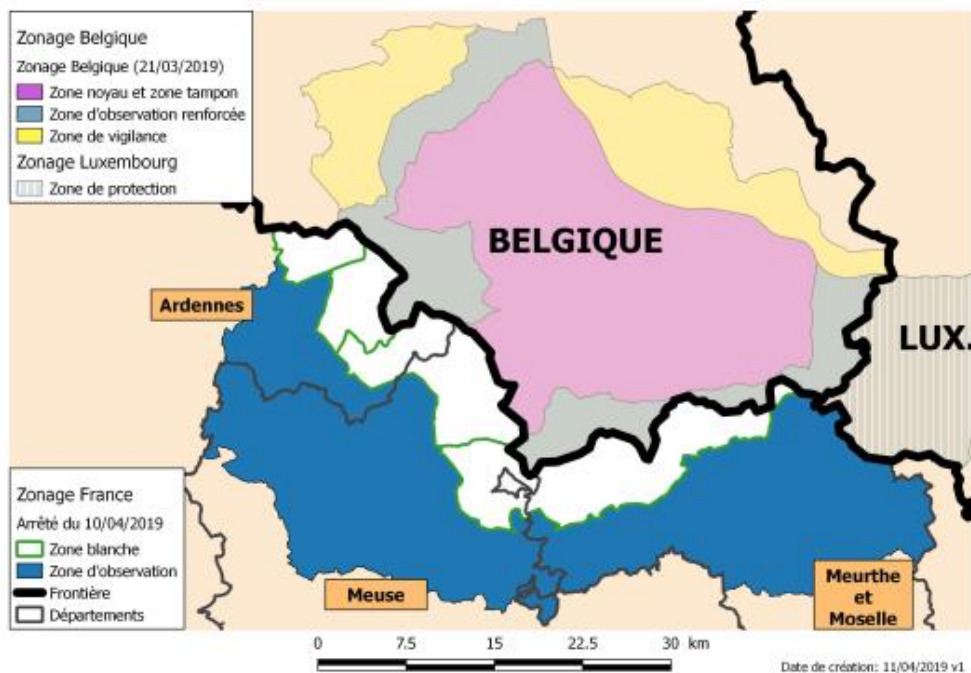 Zonage Belgique
Zonage Belgique (21/03/2019)
Zone noyau et zone tampon
Zone d'observation renforcée
Zone de vigilance
Zonage Luxembourg
Zone de protection
BELGIQUE
Ardennes
LUX.
Zonage France
Arrêté du 10/04/2019
Zone blanche
Zone d'observation
Frontière
Départements
Meuse
Meurthe
et
Moselle
0 7.5 15 22.5 30 km
Date de création: 11/04/2019 v1